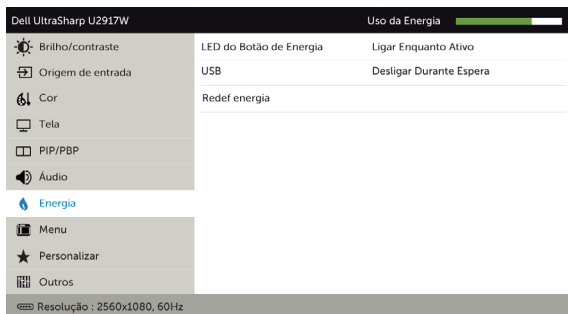 Dell UltraSharp U2917W Uso da Energia
Brilho/contraste LED do Botão de Energia Ligar Enquanto Ativo
Origem de entrada USB Desligar Durante Espera
Cor Redef energia
Tela
PIP/PBP
Áudio
Energia
Menu
Personalizar
Outros
Resolução : 2560x1080, 60Hz